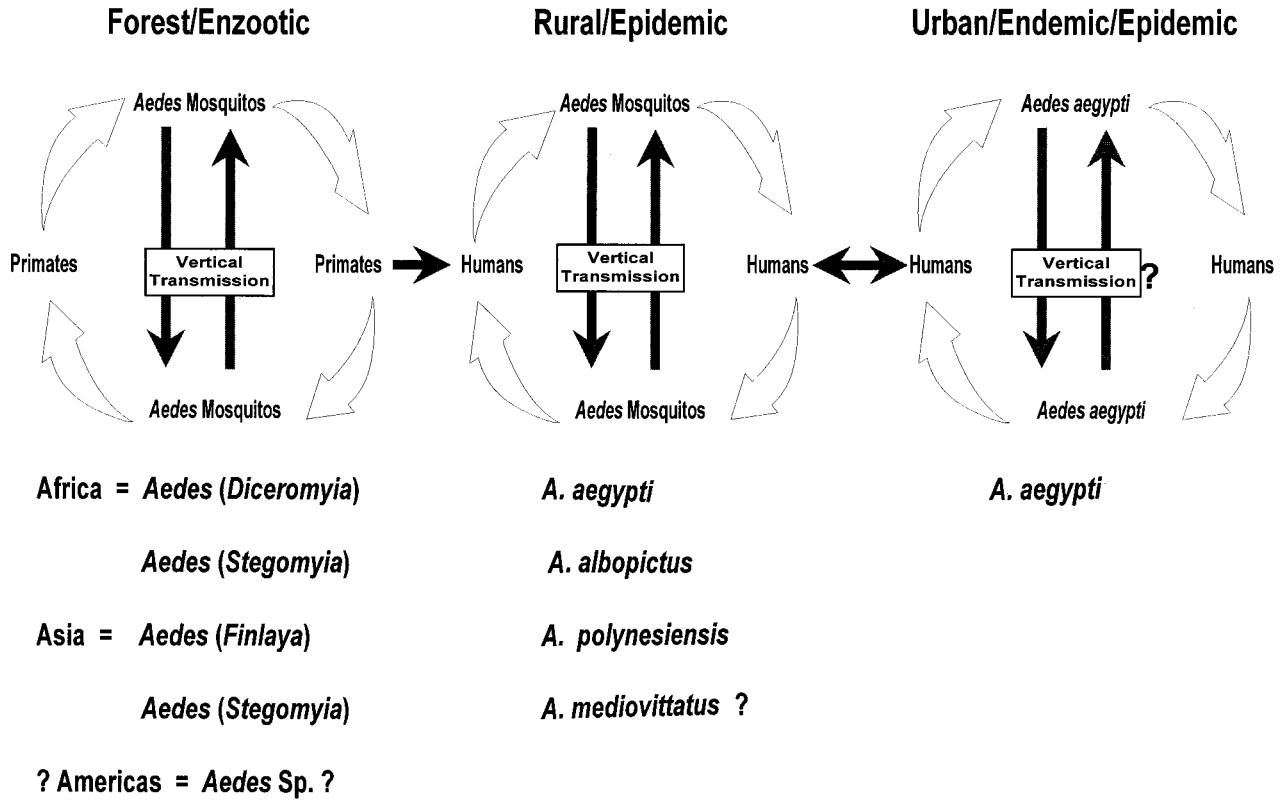 Forest/Enzootic
Rural/Epidemic
Urban/Endemic/Epidemic
Aedes Mosquitos
Aedes Mosquitos
Aedes aegypti
Primates
Vertical
Transmission
Primates
Humans
Vertical
Transmission
Humans
Humans
Vertical
Transmission
?
Humans
Aedes Mosquitos
Aedes Mosquitos
Aedes aegypti
Africa = Aedes (Diceromyia)
A. aegypti
A. aegypti
Aedes (Stegomyia)
A. albopictus
Asia = Aedes (Finlaya)
A. polynesiensis
Aedes (Stegomyia)
A. mediovittatus ?
? Americas = Aedes Sp. ?